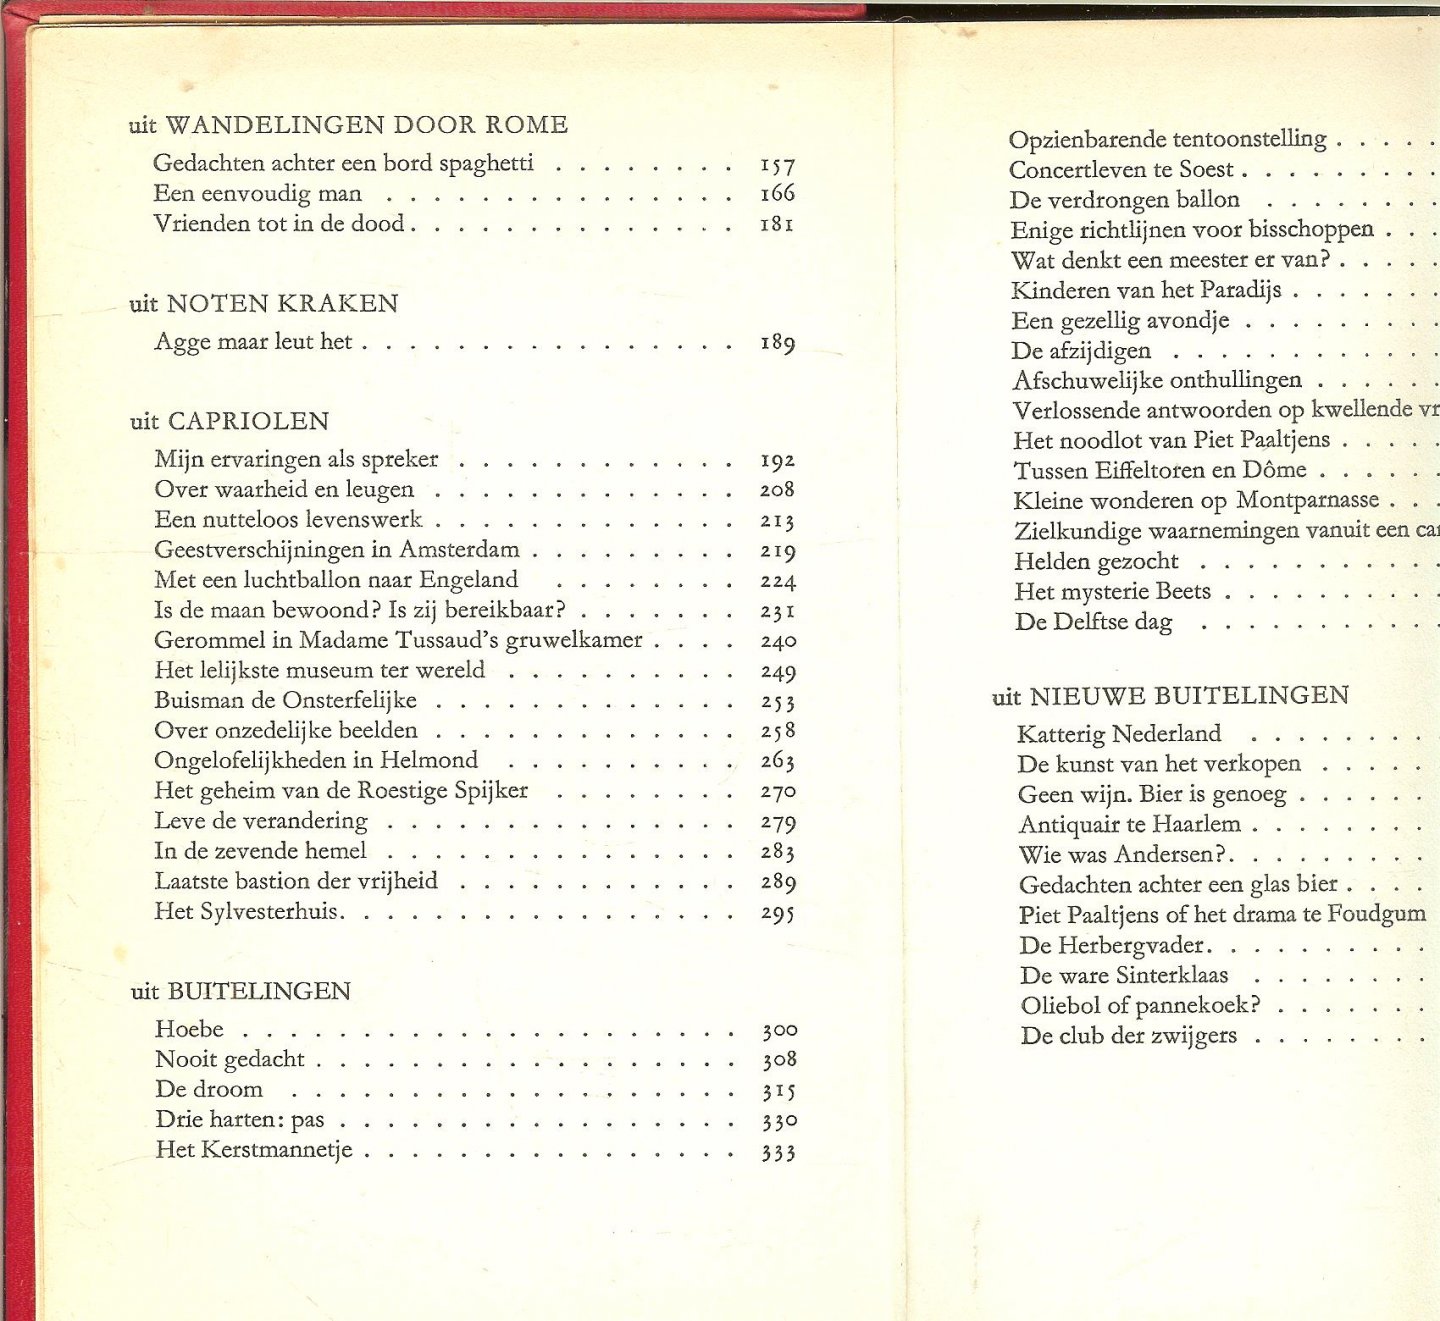 uit WANDELINGEN DOOR ROME
Gedachten achter een bord spaghetti . . . . . . . . 157
Een eenvoudig man . . . . . . . . . . . . . . . 166
Vrienden tot in de dood . . . . . . . . . . . . . . 181
uit NOTEN KRAKEN
Agge maar leut het . . . . . . . . . . . . . . . . 189
uit CAPRIOLEN
Mijn ervaringen als spreker . . . . . . . . . . . . 192
Over waarheid en leugen . . . . . . . . . . . . . 208
Een nutteloos levenswerk . . . . . . . . . . . . . 213
Geestverschijningen in Amsterdam . . . . . . . . . 219
Met een luchtballon naar Engeland . . . . . . . . 224
Is de maan bewoond? Is zij bereikbaar? . . . . . . . 231
Gerommel in Madame Tussaud's gruwelkamer . . . . 240
Het lelijkste museum ter wereld . . . . . . . . . . 249
Buisman de Onsterfelijke . . . . . . . . . . . . . 253
Over onzedelijke beelden . . . . . . . . . . . . . 258
Ongelofelijkheden in Helmond . . . . . . . . . . 263
Het geheim van de Roestige Spijker . . . . . . . . 270
Leve de verandering . . . . . . . . . . . . . . . 279
In de zevende hemel . . . . . . . . . . . . . . . 283
Laatste bastion der vrijheid . . . . . . . . . . . . 289
Het Sylvesterhuis . . . . . . . . . . . . . . . . . 295
uit BUITELINGEN
Hoebe . . . . . . . . . . . . . . . . . . . . . 300
Nooit gedacht . . . . . . . . . . . . . . . . . . 308
De droom . . . . . . . . . . . . . . . . . . . 315
Drie harten: pas . . . . . . . . . . . . . . . . . 330
Het Kerstmannetje . . . . . . . . . . . . . . . . 333
Opzienbarende tentoonstelling . . . . .
Concertleven te Soest . . . . . . . . .
De verdrongen ballon . . . . . . . .
Enige richtlijnen voor bisschoppen . . .
Wat denkt een meester er van? . . . . .
Kinderen van het Paradijs . . . . . . .
Een gezellig avondje . . . . . . . . .
De afzijdigen . . . . . . . . . . . .
Afschuwelijke onthullingen . . . . . .
Verlossende antwoorden op kwellende vr
Het noodlot van Piet Paaltjens . . . . .
Tussen Eiffeltoren en Dôme . . . . . .
Kleine wonderen op Montparnasse . . .
Zielkundige waarnemingen vanuit een ca
Helden gezocht . . . . . . . . . . .
Het mysterie Beets . . . . . . . . . .
De Delftse dag . . . . . . . . . . .
uit NIEUWE BUITELINGEN
Katterig Nederland . . . . . . . .
De kunst van het verkopen . . . . .
Geen wijn. Bier is genoeg . . . . . .
Antiquair te Haarlem . . . . . . . .
Wie was Andersen? . . . . . . . . .
Gedachten achter een glas bier . . . .
Piet Paaltjens of het drama te Foudgum
De Herbergvader . . . . . . . . . .
De ware Sinterklaas . . . . . . . .
Oliebol of pannekoek? . . . . . . .
De club der zwijgers . . . . . . . .